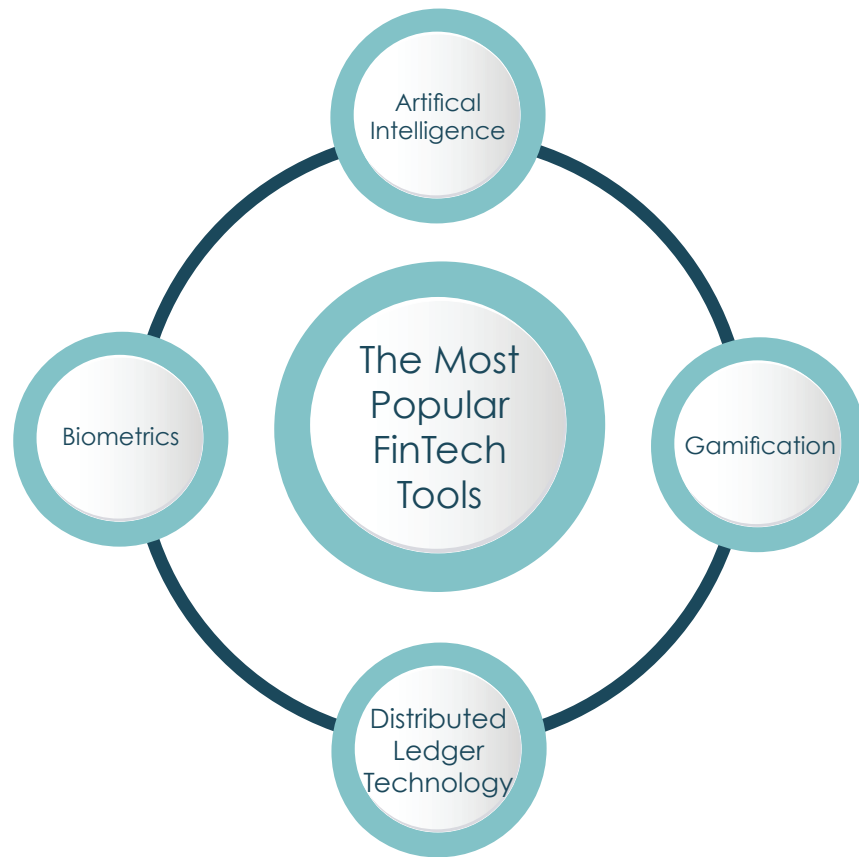 Artifical
Intelligence
The Most
Popular
FinTech
Tools
Biometrics
Gamification
Distributed
Ledger
Technology